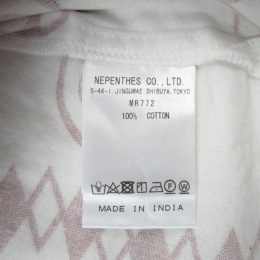 NEPENTHES CO., LTD.
5-44-1 JINGUMAE SHIBUYA TOKYO
MR772
100% COTTON
MADE IN INDIA